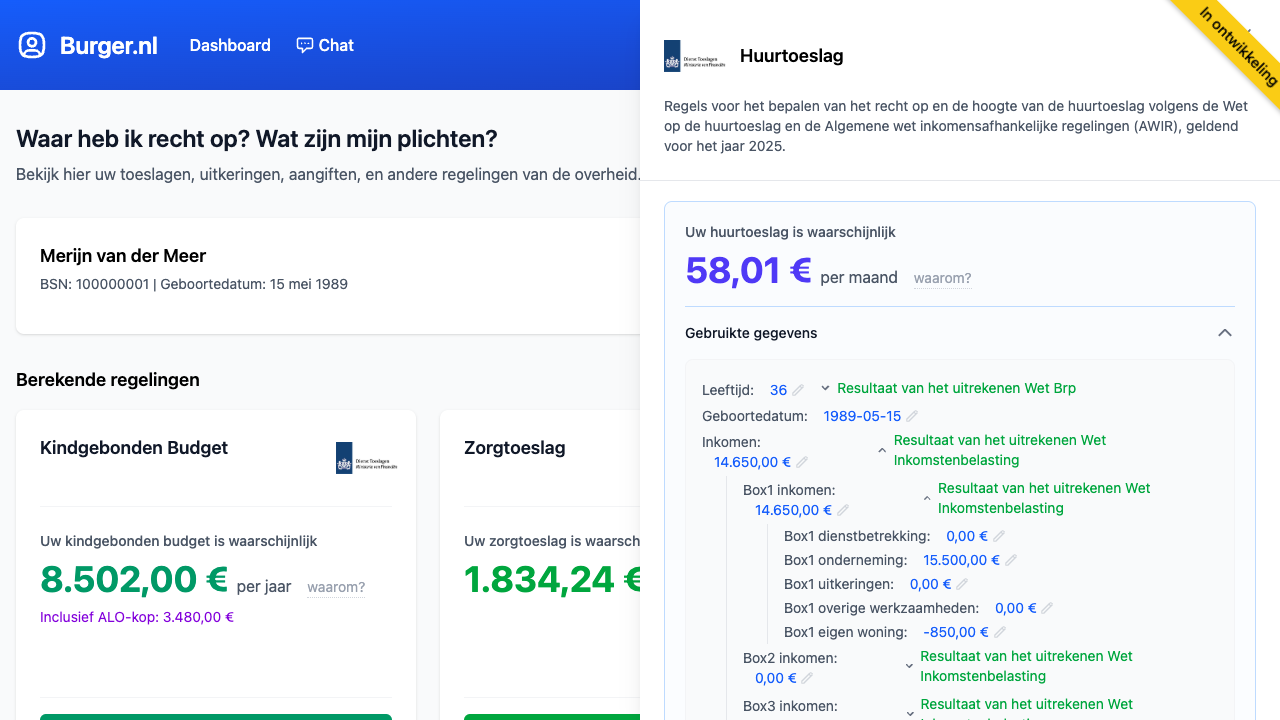 Burger.nl
Dashboard
Chat
Waar heb ik recht op? Wat zijn mijn plichten?
Bekijk hier uw toeslagen, uitkeringen, aangiften, en andere regelingen van de overheid.
Merijn van der Meer
BSN: 100000001 | Geboortedatum: 15 mei 1989
Berekende regelingen
Kindgebonden Budget
Dienst Toeslagen
Ministerie van Financiën
Uw kindgebonden budget is waarschijnlijk
8.502,00 € per jaar waarom?
Inclusief ALO-kop: 3.480,00 €
Zorgtoeslag
Uw zorgtoeslag is waarsch
1.834,24 €
In ontwikkeling
Dienst Toeslagen
Ministerie van Financiën
Huurtoeslag
Regels voor het bepalen van het recht op en de hoogte van de huurtoeslag volgens de Wet
op de huurtoeslag en de Algemene wet inkomensafhankelijke regelingen (AWIR), geldend
voor het jaar 2025.
Uw huurtoeslag is waarschijnlijk
58,01 € per maand waarom?
Gebruikte gegevens
Leeftijd: 36 Resultaat van het uitrekenen Wet Brp
Geboortedatum: 1989-05-15
Inkomen:
14.650,00 €
Resultaat van het uitrekenen Wet
Inkomstenbelasting
Box1 inkomen:
14.650,00 €
Resultaat van het uitrekenen Wet
Inkomstenbelasting
Box1 dienstbetrekking: 0,00 €
Box1 onderneming: 15.500,00 €
Box1 uitkeringen: 0,00 €
Box1 overige werkzaamheden: 0,00 €
Box1 eigen woning: -850,00 €
Box2 inkomen:
0,00 €
Resultaat van het uitrekenen Wet
Inkomstenbelasting
Box3 inkomen:
Resultaat van het uitrekenen Wet